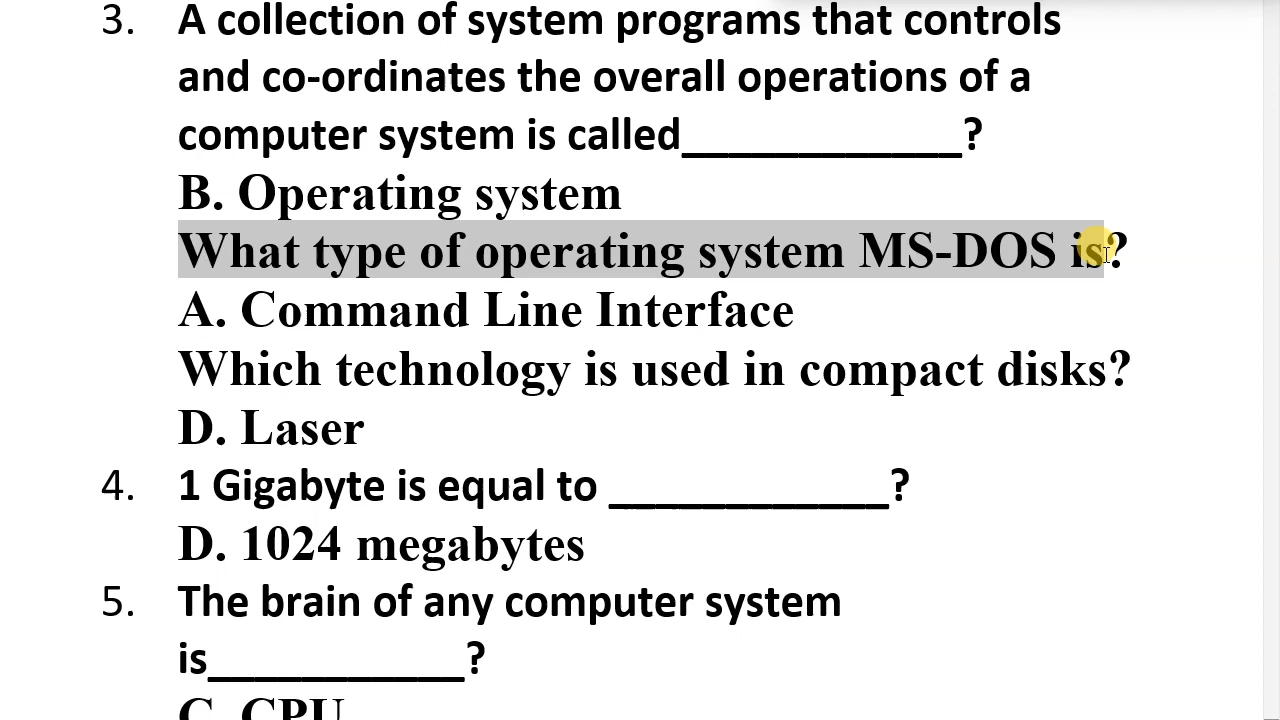 3. A collection of system programs that controls
and co-ordinates the overall operations of a
computer system is called____________?
B. Operating system
What type of operating system MS-DOS is?
A. Command Line Interface
Which technology is used in compact disks?
D. Laser
4. 1 Gigabyte is equal to ____________?
D. 1024 megabytes
5. The brain of any computer system
is___________?
C. CPU